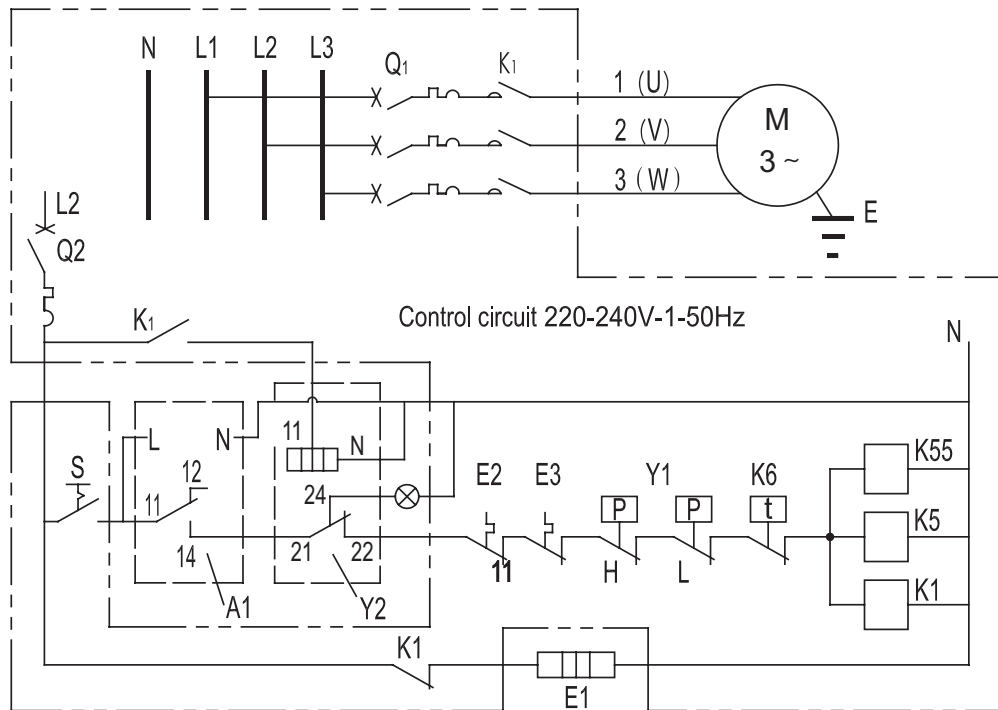 N L1 L2 L3
Q1 K1
1 (U)
2 (V)
3 (W)
M
3 ~
E
L2
Q2
K1
Control circuit 220-240V-1-50Hz
N
S
L N
11 N
12
11
14
A1
24
21 22
Y2
E2 E3 Y1 K6
P P t
11 H L
K55
K5
K1
K1
E1